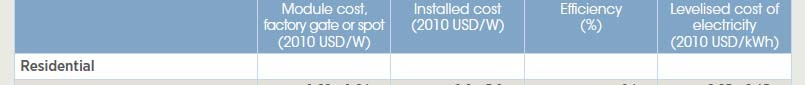 Module cost, factory gate or spot (2010 USD/W)
Installed cost (2010 USD/W)
Efficiency (%)
Levelised cost of electricity (2010 USD/kWh)
Residential